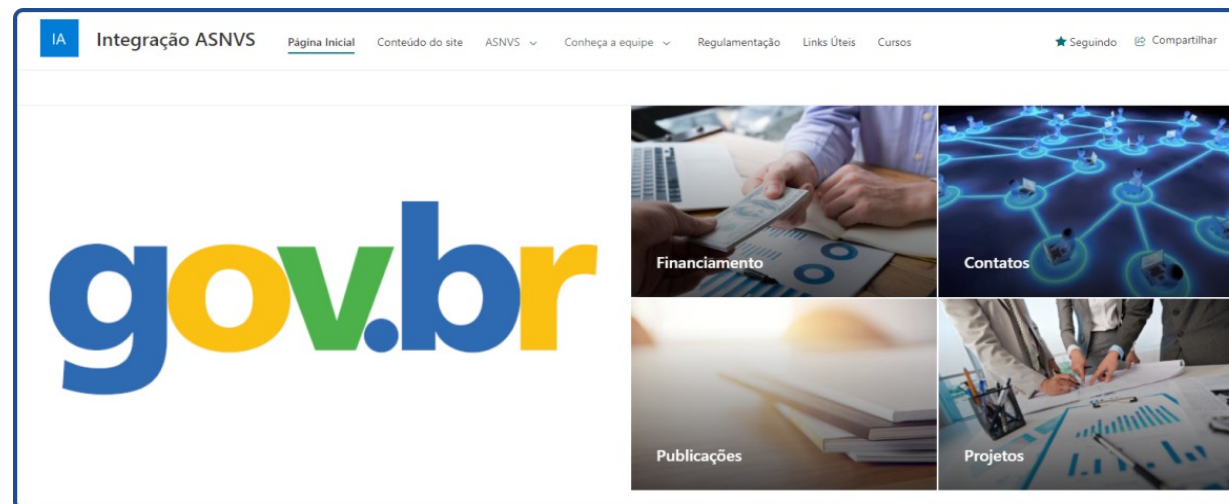 IA Integração ASNVS Página Inicial Conteúdo do site ASNVS Conheça a equipe Regulamentação Links Úteis Cursos Seguindo Compartilhar
gov.br
Financiamento Contatos
Publicações Projetos